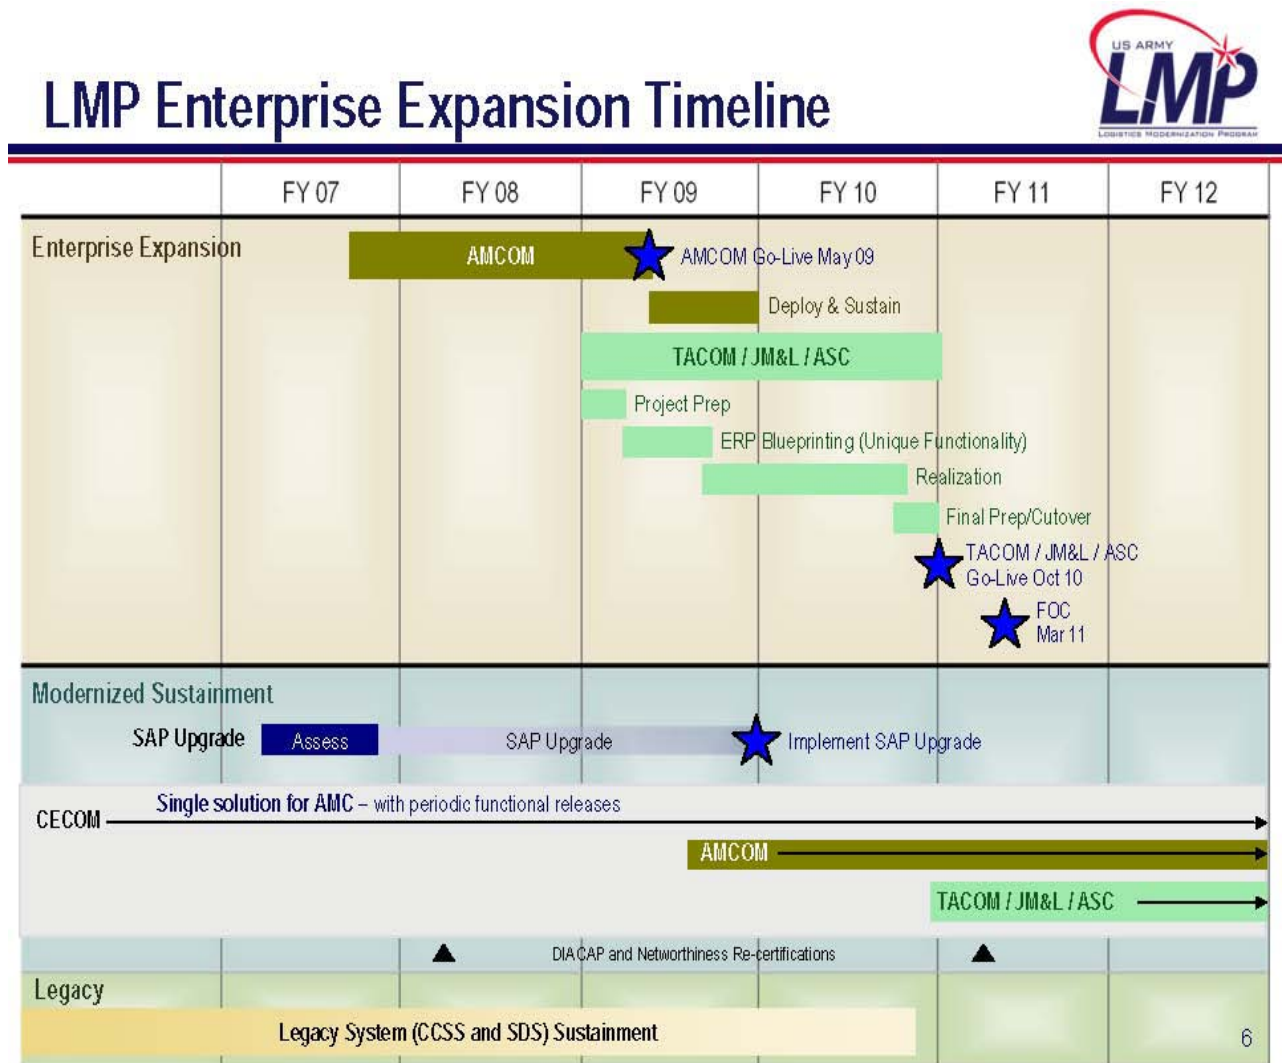 US ARMY
LMP
LOGISTICS MODERNIZATION PROGRAM
LMP Enterprise Expansion Timeline
FY 07 FY 08 FY 09 FY 10 FY 11 FY 12
Enterprise Expansion
AMCOM
AMCOM Go-Live May 09
Deploy & Sustain
TACOM / JM&L / ASC
Project Prep
ERP Blueprinting (Unique Functionality)
Realization
Final Prep/Cutover
TACOM / JM&L / ASC
Go-Live Oct 10
FOC
Mar 11
Modernized Sustainment
SAP Upgrade Assess SAP Upgrade Implement SAP Upgrade
Single solution for AMC – with periodic functional releases
CECOM
AMCOM
TACOM / JM&L / ASC
DIACAP and Networthiness Re-certifications
Legacy
Legacy System (CCSS and SDS) Sustainment
6